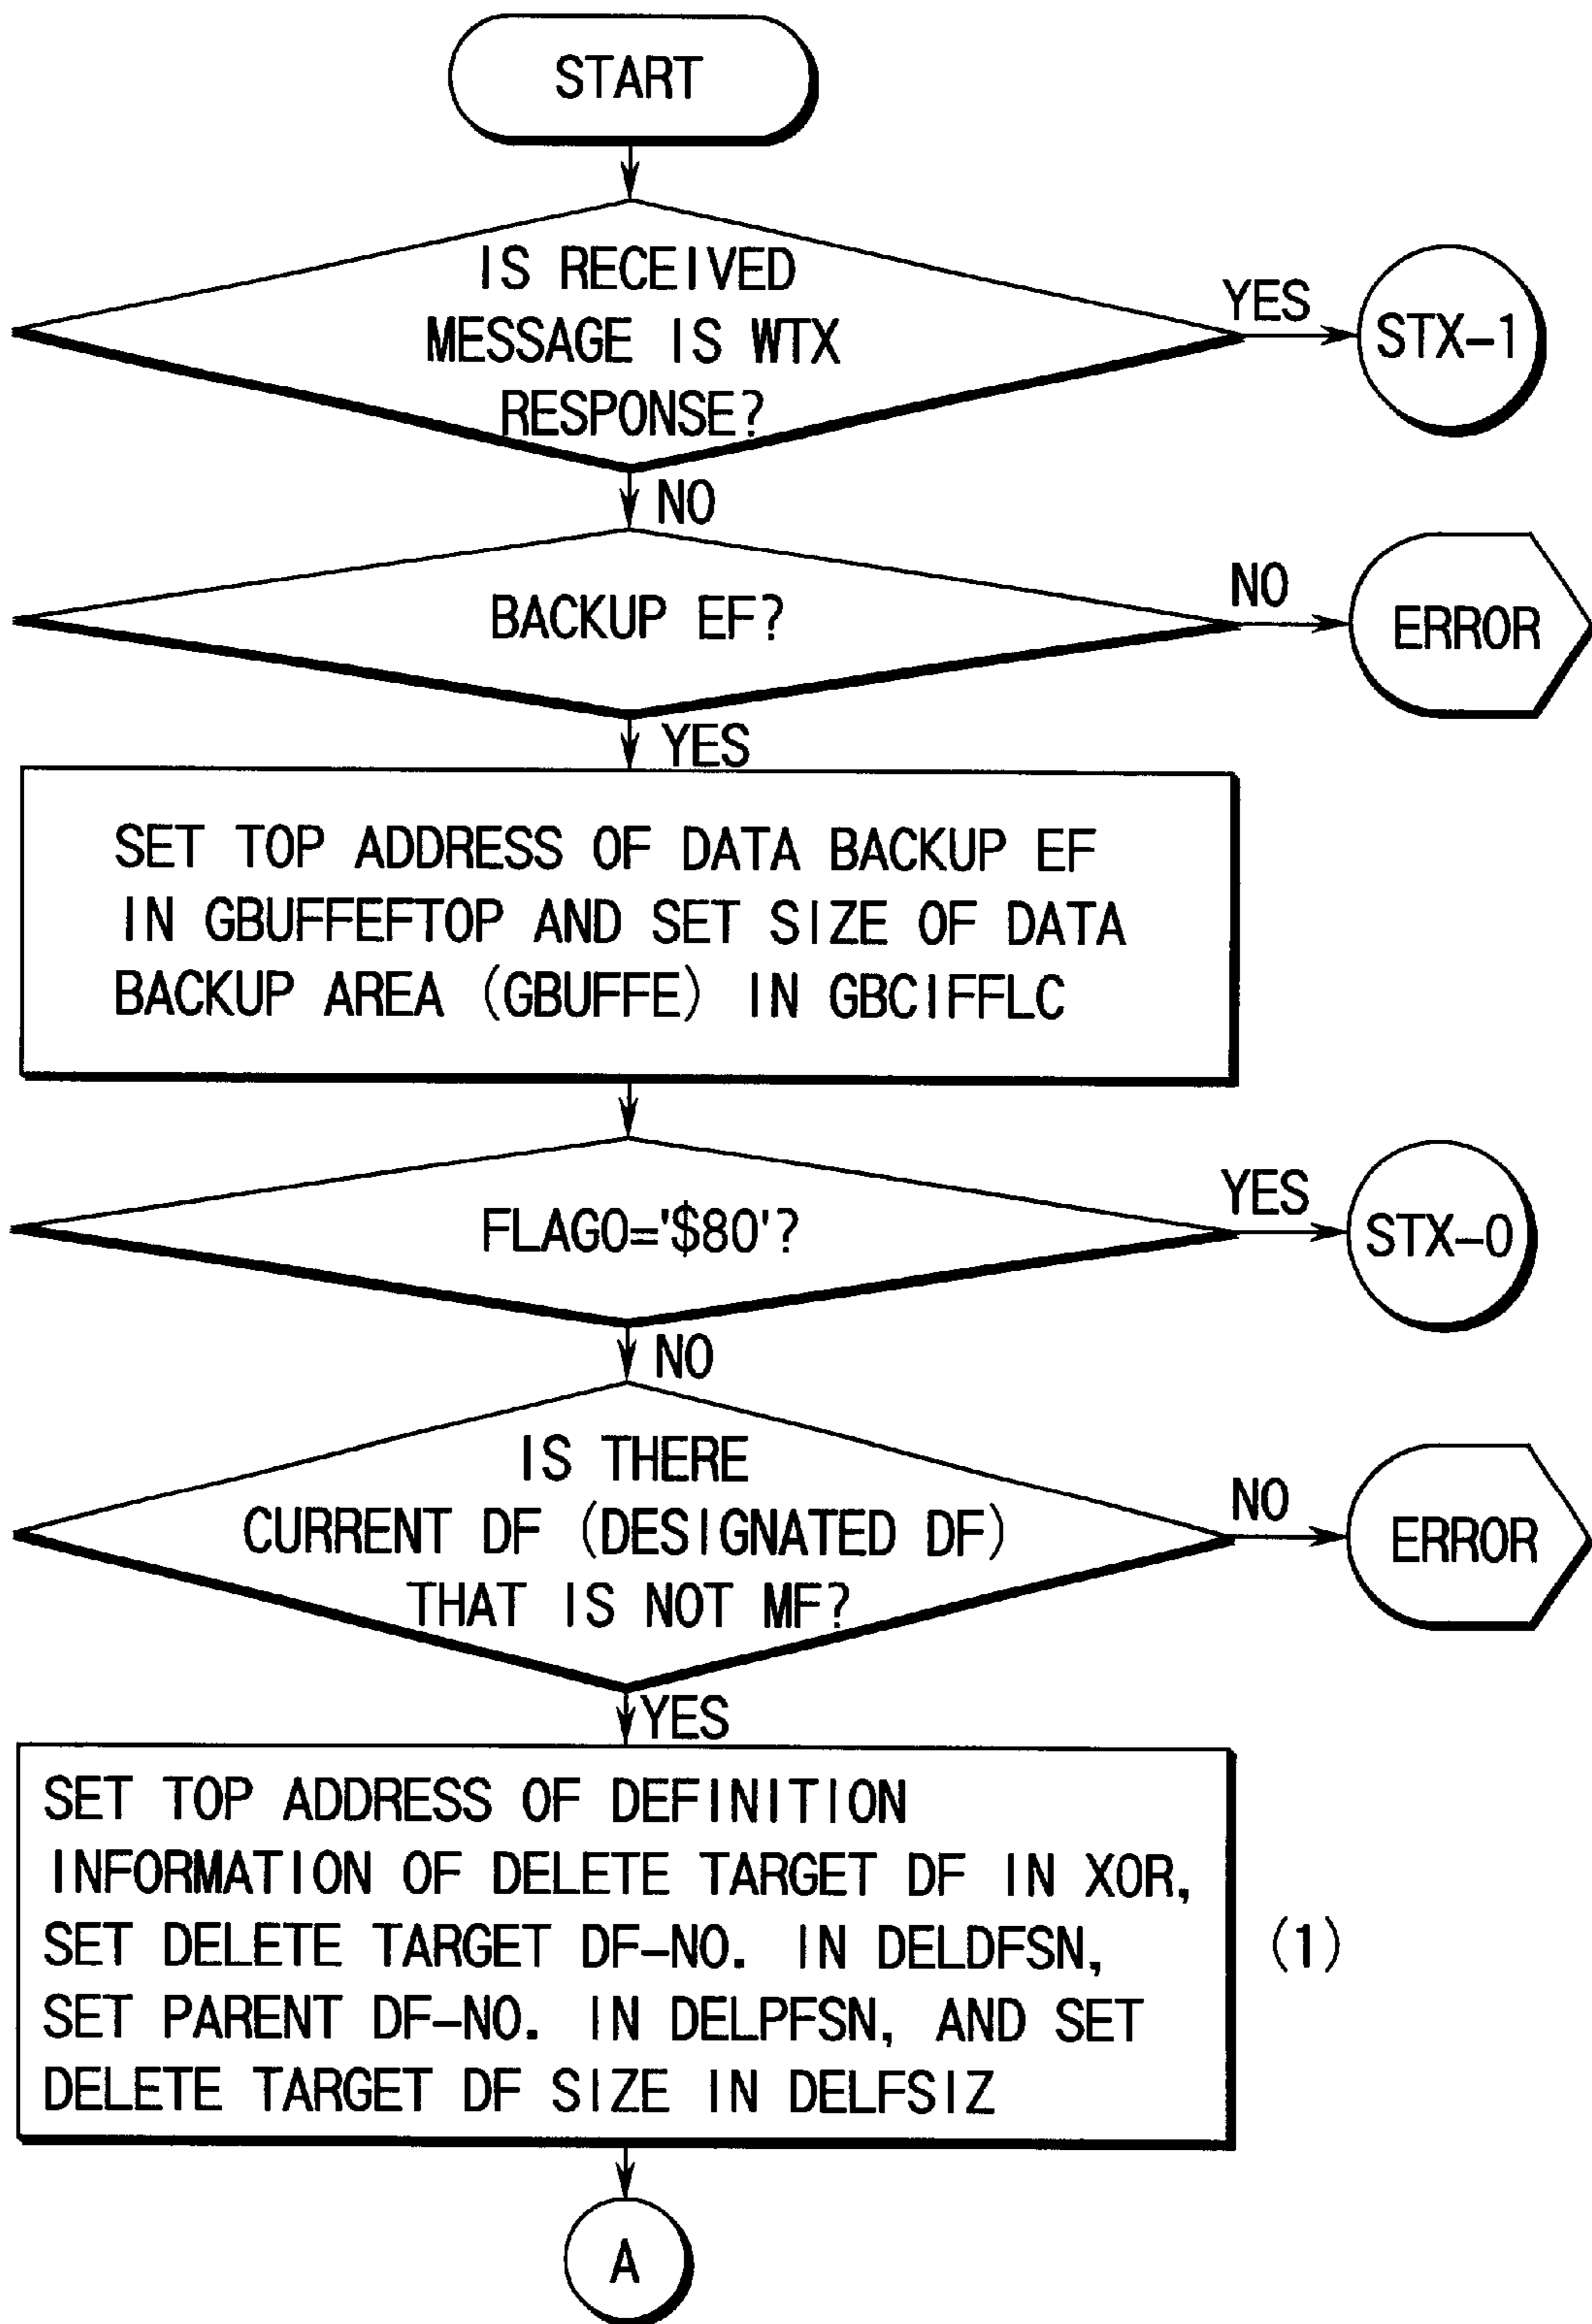 START
IS RECEIVED
MESSAGE IS WTX
RESPONSE?
YES
STX-1
NO
BACKUP EF?
NO
ERROR
YES
SET TOP ADDRESS OF DATA BACKUP EF
IN GBUFFEFTOP AND SET SIZE OF DATA
BACKUP AREA (GBUFFE) IN GBCIFFLC
FLAGO='$80'?
YES
STX-0
NO
IS THERE
CURRENT DF (DESIGNATED DF)
THAT IS NOT MF?
NO
ERROR
YES
SET TOP ADDRESS OF DEFINITION
INFORMATION OF DELETE TARGET DF IN XOR,
SET DELETE TARGET DF-NO. IN DELDFSN,
SET PARENT DF-NO. IN DELPFSN, AND SET
DELETE TARGET DF SIZE IN DELFSIZ
(1)
A